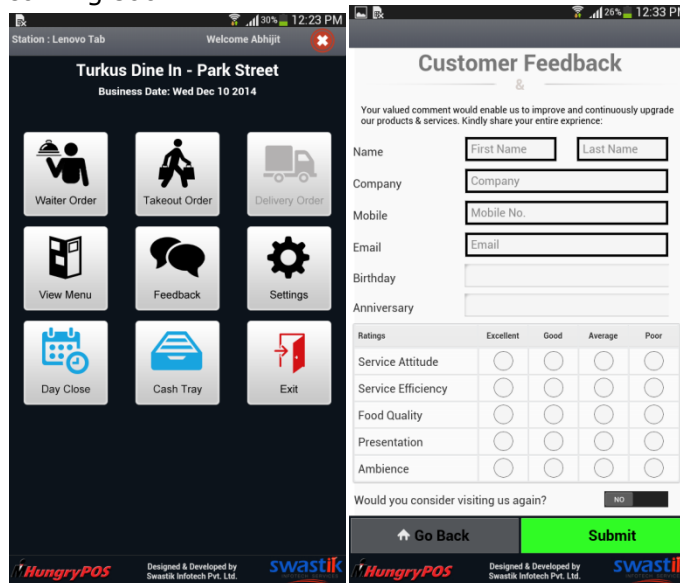 30% 12:23 PM
Station : Lenovo Tab Welcome Abhijit
Turkus Dine In - Park Street
Business Date: Wed Dec 10 2014
Waiter Order Takeout Order Delivery Order
View Menu Feedback Settings
Day Close Cash Tray Exit
HungryPOS Designed & Developed by Swastik
Swastik Infotech Pvt. Ltd.
26% 12:33 PM
Customer Feedback
&
Your valued comment would enable us to improve and continuously upgrade
our products & services. Kindly share your entire exprience:
Name First Name Last Name
Company Company
Mobile Mobile No.
Email Email
Birthday
Anniversary
Ratings Excellent Good Average Poor
Service Attitude
Service Efficiency
Food Quality
Presentation
Ambience
Would you consider visiting us again? NO
Go Back Submit
HungryPOS Designed & Developed by swastik
Swastik Infotech Pvt. Ltd.